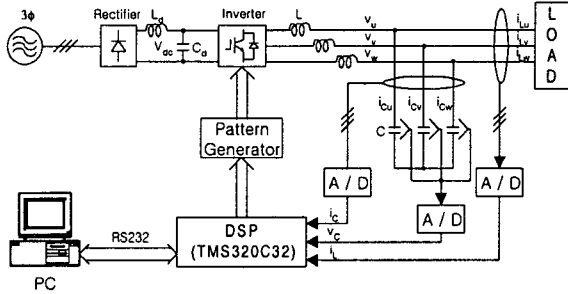 3ϕ
Rectifier
L_d
V_dc
C_d
Inverter
L
v_u
v_v
v_w
i_Lu
i_Lv
i_Lw
LOAD
i_Cu
i_Cv
i_Cw
C
Pattern
Generator
A / D
A / D
A / D
DSP
(TMS320C32)
i_C
v_C
i_L
RS232
PC